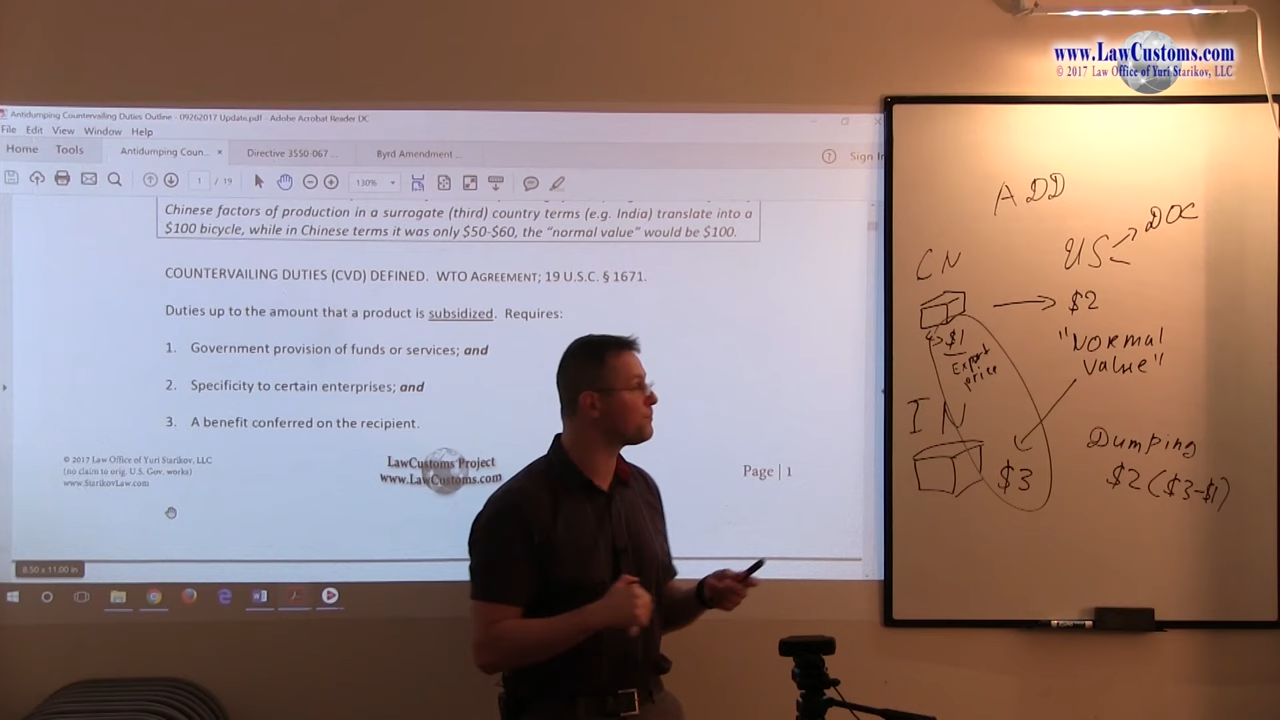 www.LawCustoms.com
© 2017 Law Office of Yuri Starikov, LLC
Antidumping Countervailing Duties Outline - 09262017 Update.pdf - Adobe Acrobat Reader DC
File Edit View Window Help
Home Tools Antidumping Coun... × Directive 3550-067 ... Byrd Amendment ... Sign In
1 / 19 130%
Chinese factors of production in a surrogate (third) country terms (e.g. India) translate into a
$100 bicycle, while in Chinese terms it was only $50-$60, the “normal value” would be $100.
COUNTERVAILING DUTIES (CVD) DEFINED. WTO AGREEMENT; 19 U.S.C. § 1671.
Duties up to the amount that a product is subsidized. Requires:
1. Government provision of funds or services; and
2. Specificity to certain enterprises; and
3. A benefit conferred on the recipient.
© 2017 Law Office of Yuri Starikov, LLC
(no claim to orig. U.S. Gov. works)
www.StarikovLaw.com
LawCustoms Project
www.LawCustoms.com
Page | 1
8.50 x 11.00 in
ADD
CN US DOC
$2
$1
Export
price
"Normal
Value"
IN
$3
Dumping
$2 ($3-$1)